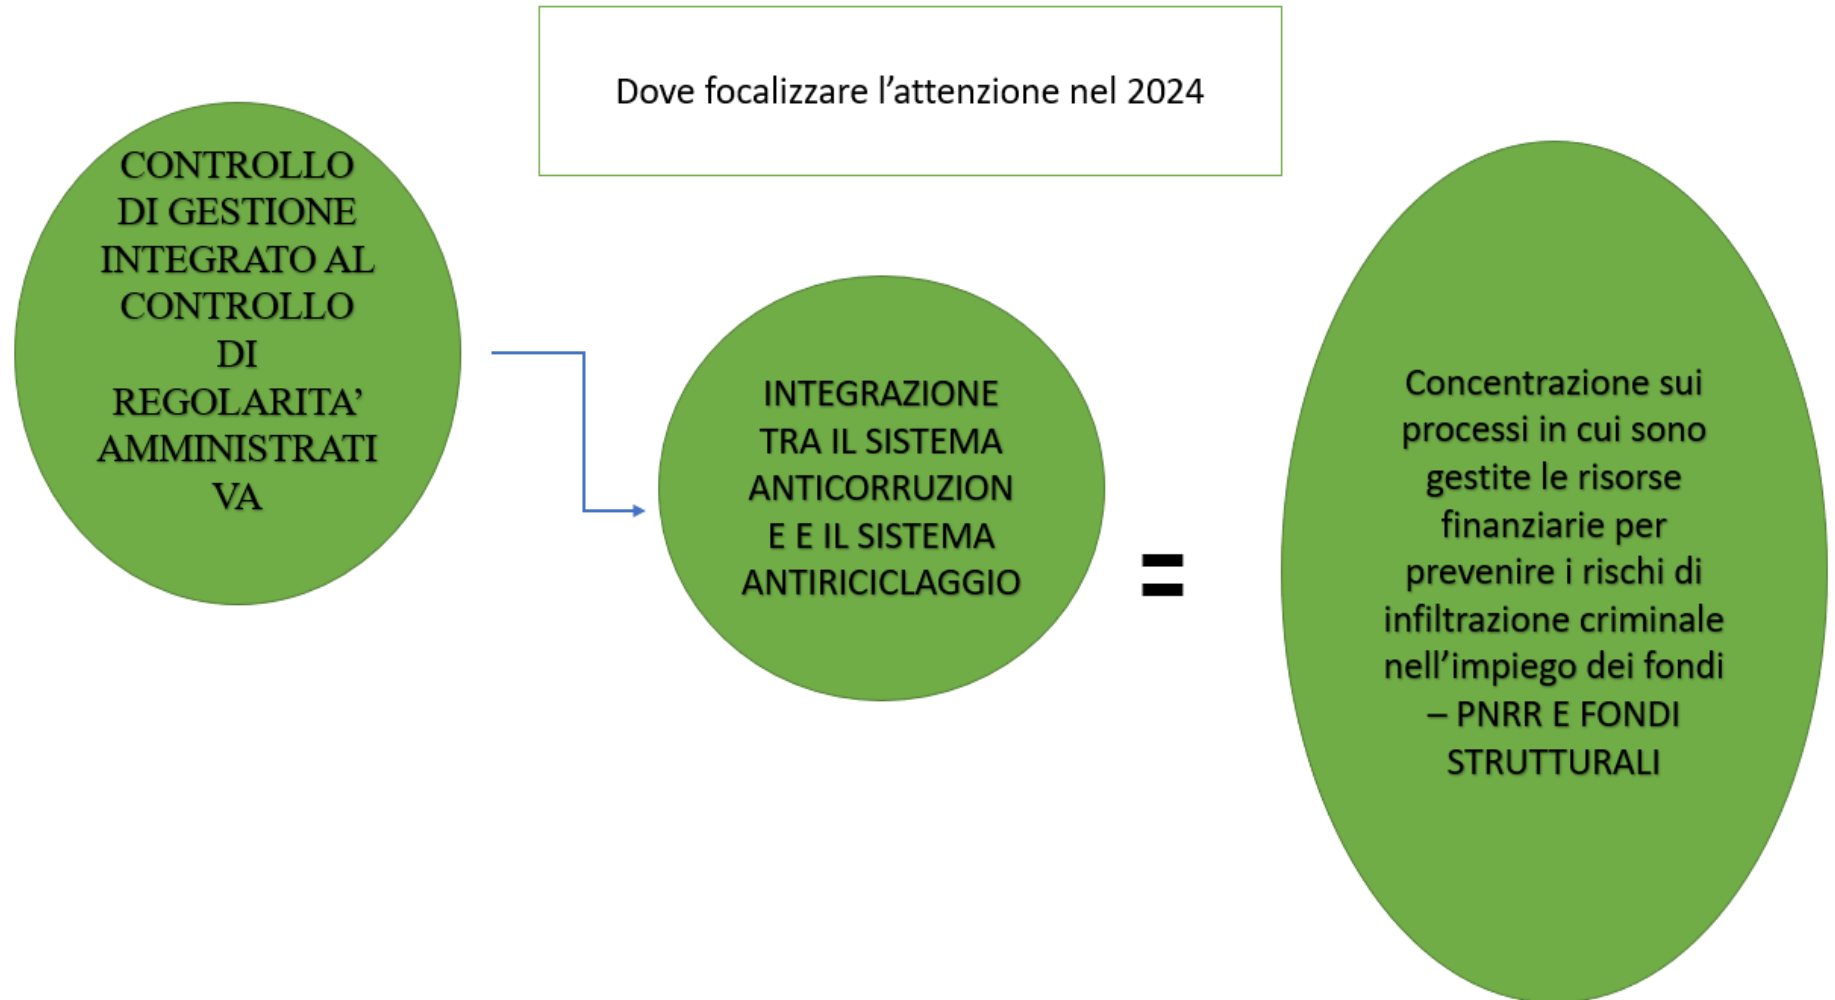 Dove focalizzare l’attenzione nel 2024
CONTROLLO
DI GESTIONE
INTEGRATO AL
CONTROLLO
DI
REGOLARITA’
AMMINISTRATI
VA
INTEGRAZIONE
TRA IL SISTEMA
ANTICORRUZION
E E IL SISTEMA
ANTIRICICLAGGIO
=
Concentrazione sui
processi in cui sono
gestite le risorse
finanziarie per
prevenire i rischi di
infiltrazione criminale
nell’impiego dei fondi
– PNRR E FONDI
STRUTTURALI